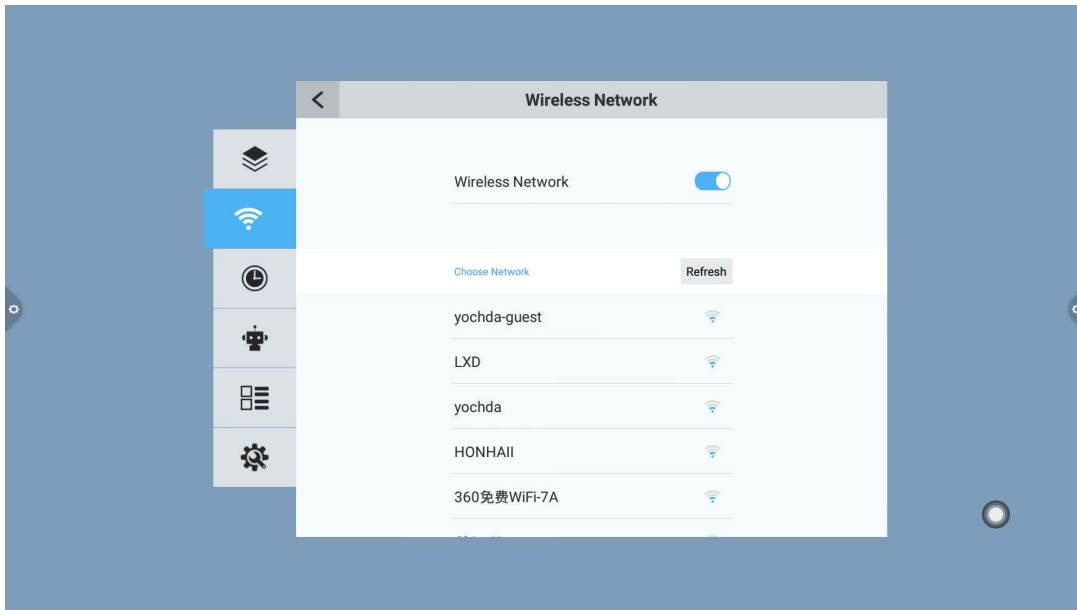 Wireless Network
Wireless Network
Choose Network
Refresh
yochda-guest
LXD
yochda
HONHAII
360免费WiFi-7A